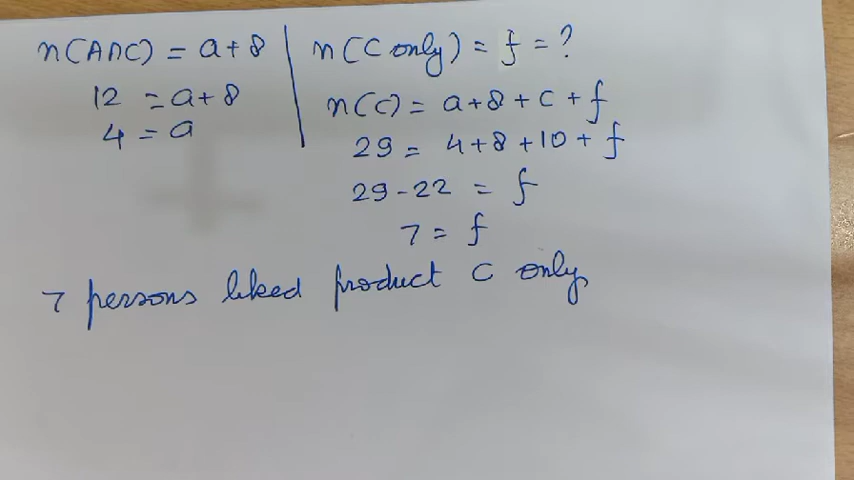 n(A∩C) = a+8
12 = a+8
4 = a
n(C only) = f = ?
n(C) = a+8+c+f
29 = 4+8+10+f
29-22 = f
7 = f
7 persons liked product C only